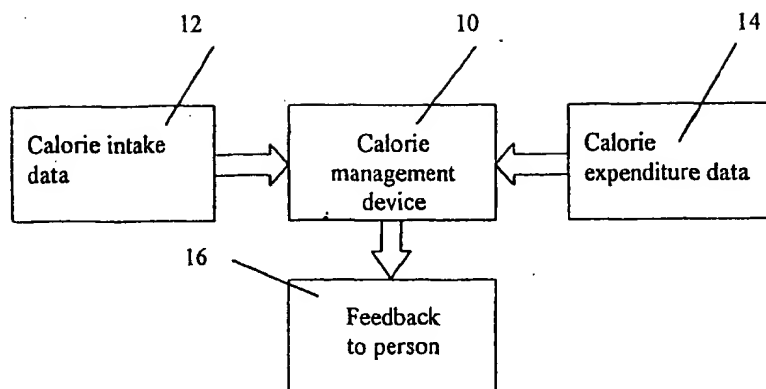 12
10
14
Calorie intake
data
Calorie
management
device
Calorie
expenditure data
16
Feedback
to person